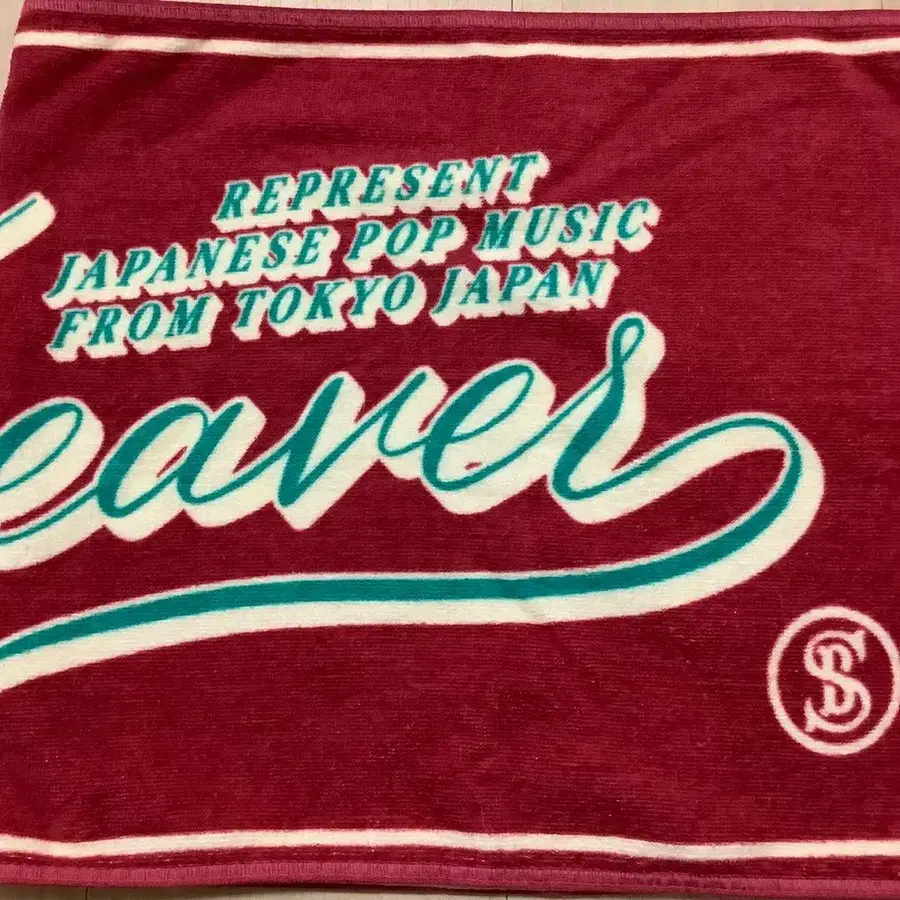 REPRESENT
JAPANESE POP MUSIC
FROM TOKYO JAPAN
eaver
S